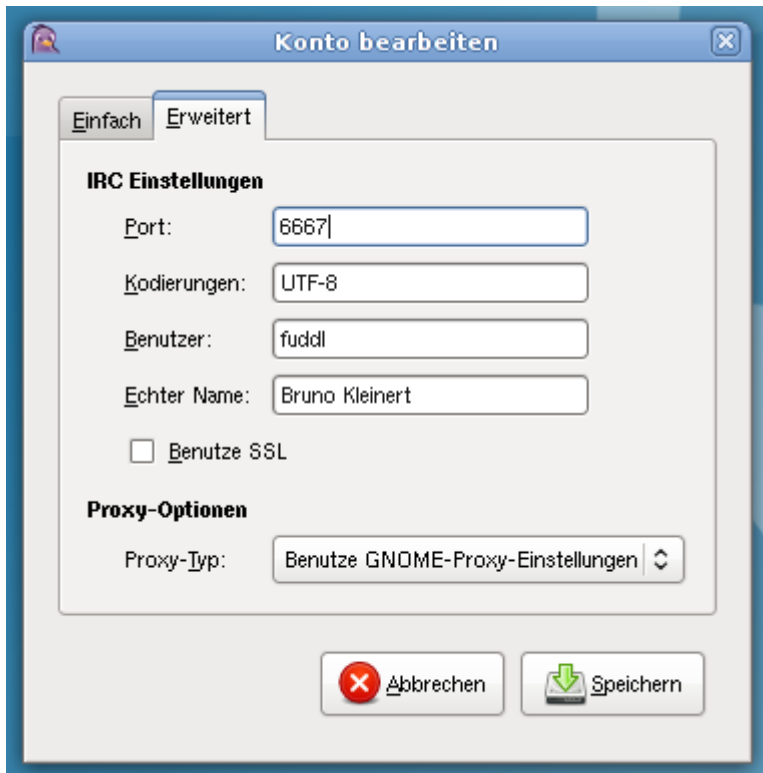 Konto bearbeiten
Einfach Erweitert
IRC Einstellungen
Port: 6667
Kodierungen: UTF-8
Benutzer: fuddl
Echter Name: Bruno Kleinert
Benutze SSL
Proxy-Optionen
Proxy-Typ: Benutze GNOME-Proxy-Einstellungen
Abbrechen Speichern